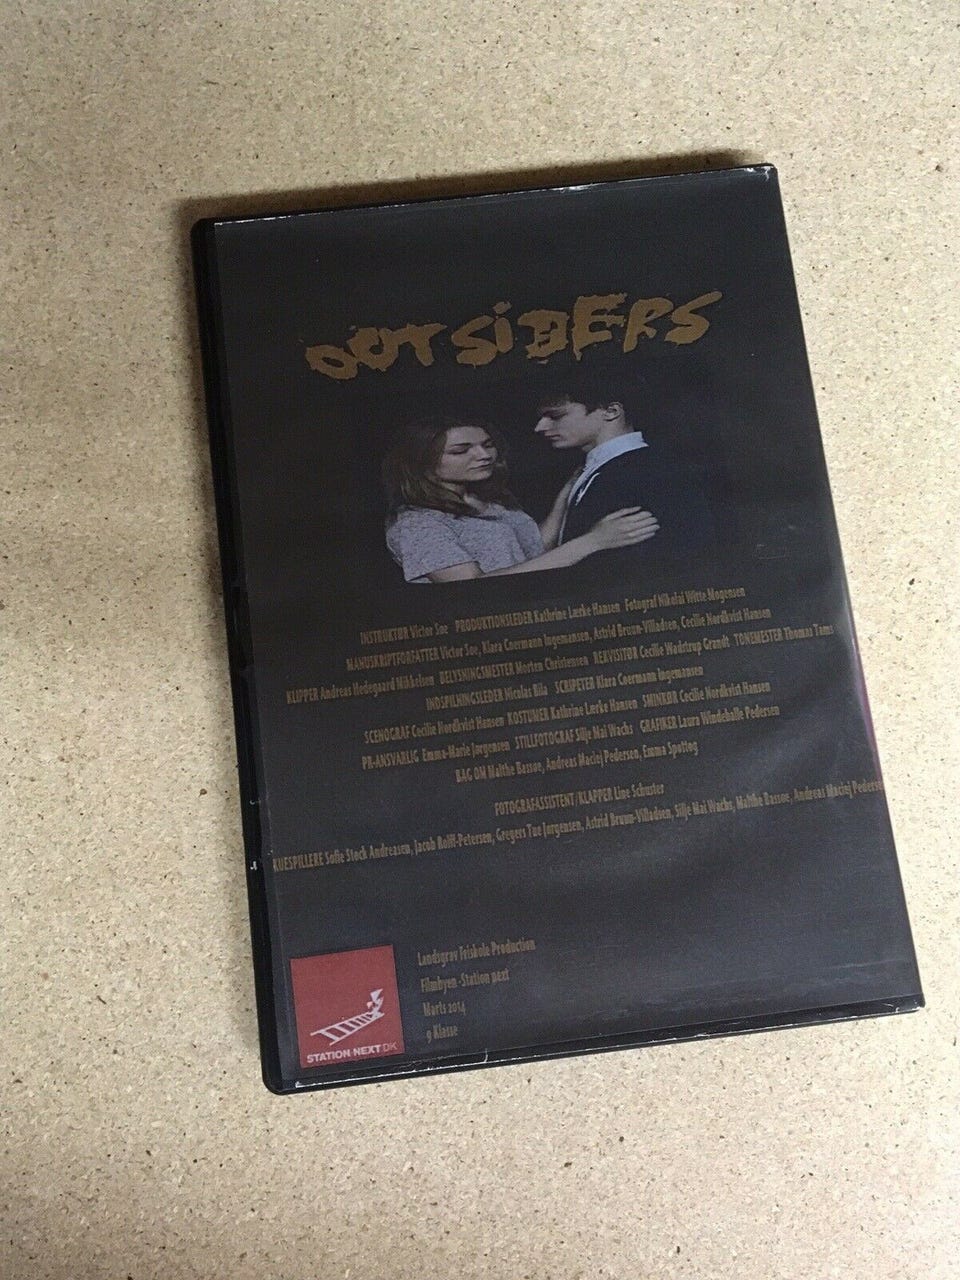 OUTSiDERS
INSTRUKTØR Victor Soe PRODUKTIONSLEDER Kathrine Lærke Hansen Fotograf Nikolai Witte Mogensen
MANUSKRIPTFORFATTER Victor Soe, Klara Coermann Ingemansen, Astrid Bruun-Villadsen, Cecilie Nordkvist Hansen
KLIPPER Andreas Hedegaard Mikkelsen BELYSNINGSMESTER Morten Christensen REKVISITØR Cecilie Wadstrup Grandt TONEMESTER Thomas Tams
INDSPILNINGSLEDER Nicolas Bila SCRIPETER Klara Coermann Ingemansen
SCENOGRAF Cecilie Nordkvist Hansen KOSTUMER Kathrine Lærke Hansen SMINKØR Cecilie Nordkvist Hansen
PR-ANSVARLIG Emma-Marie Jørgensen STILLFOTOGRAF Silje Mai Wachs GRAFIKER Laura Windeballe Pedersen
BAG OM Malthe Bassøe, Andreas Maciej Pedersen, Emma Spottog
FOTOGRAFASSISTENT/KLAPPER Line Schuster
KUESPILLERE Sofie Stock Andreasen, Jacob Rolff-Petersen, Gregers Tue Jørgensen, Astrid Bruun-Villadsen, Silje Mai Wachs, Malthe Bassøe, Andreas Maciej Pedersen
Landsgrav Friskole Production
Filmbyen - Station next
Marts 2014
9 Klasse
STATION NEXT.DK